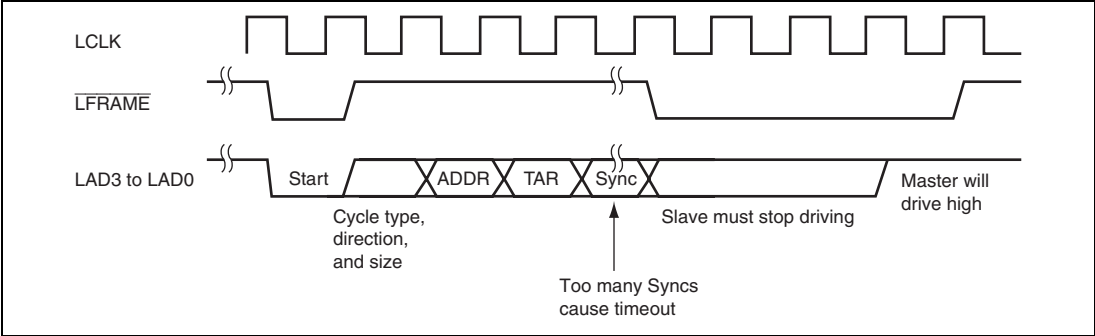 LCLK
LFRAME
LAD3 to LAD0
Start
ADDR
TAR
Sync
Cycle type,
direction,
and size
Slave must stop driving
Master will
drive high
Too many Syncs
cause timeout